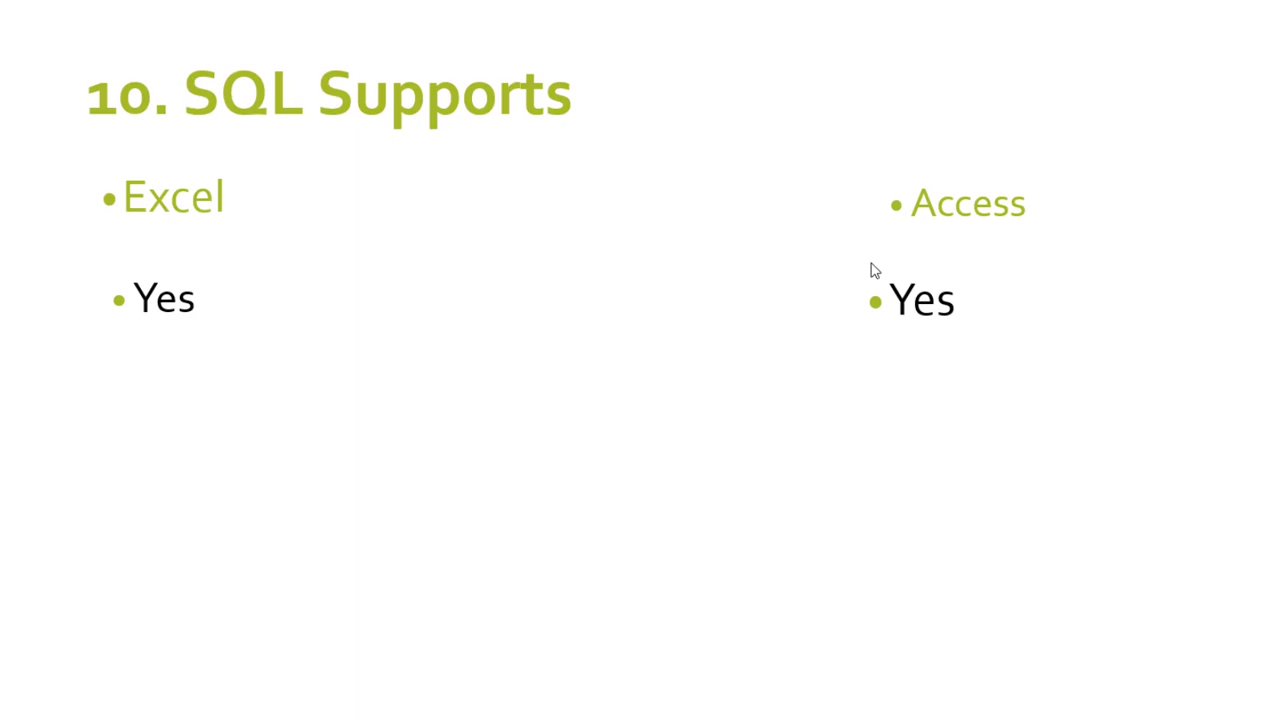 10. SQL Supports
• Excel
• Yes
• Access
• Yes